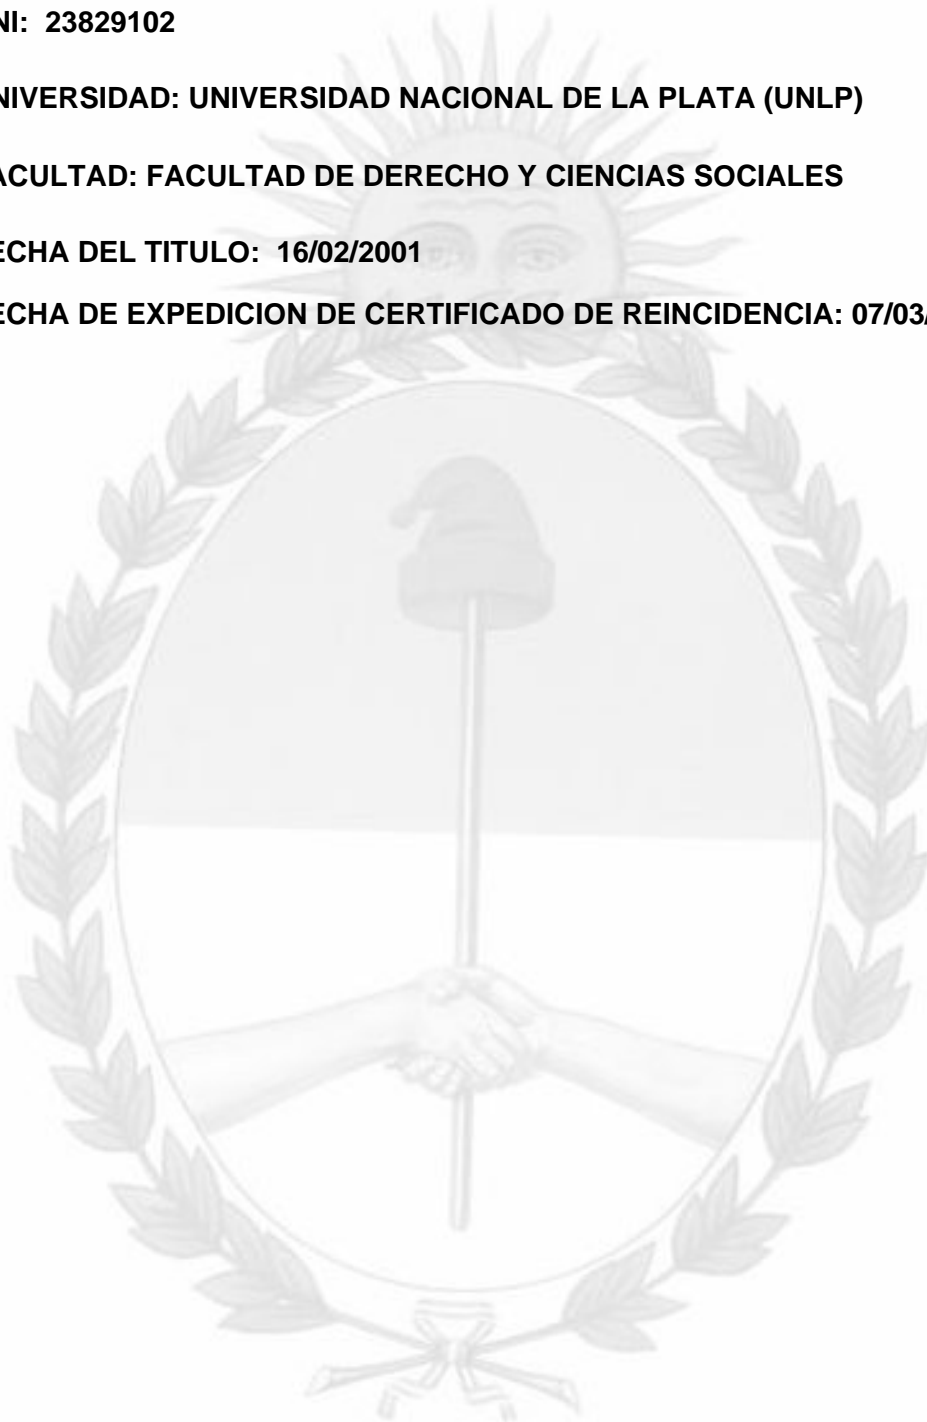 NI: 23829102
NIVERSIDAD: UNIVERSIDAD NACIONAL DE LA PLATA (UNLP)
ACULTAD: FACULTAD DE DERECHO Y CIENCIAS SOCIALES
ECHA DEL TITULO: 16/02/2001
ECHA DE EXPEDICION DE CERTIFICADO DE REINCIDENCIA: 07/03/